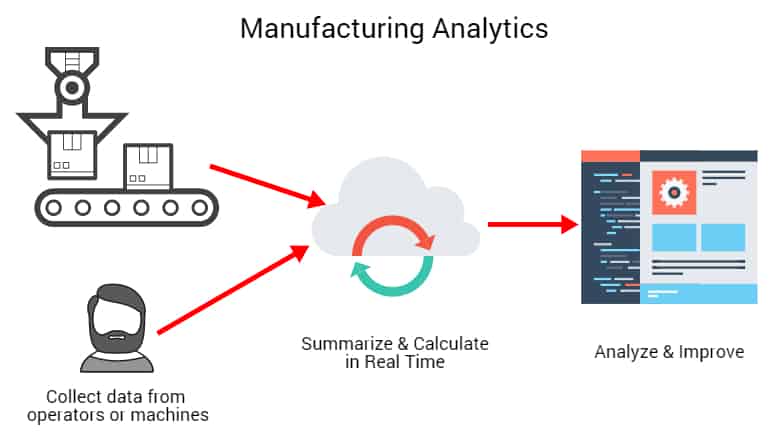 Manufacturing Analytics
Collect data from
operators or machines
Summarize & Calculate
in Real Time
Analyze & Improve